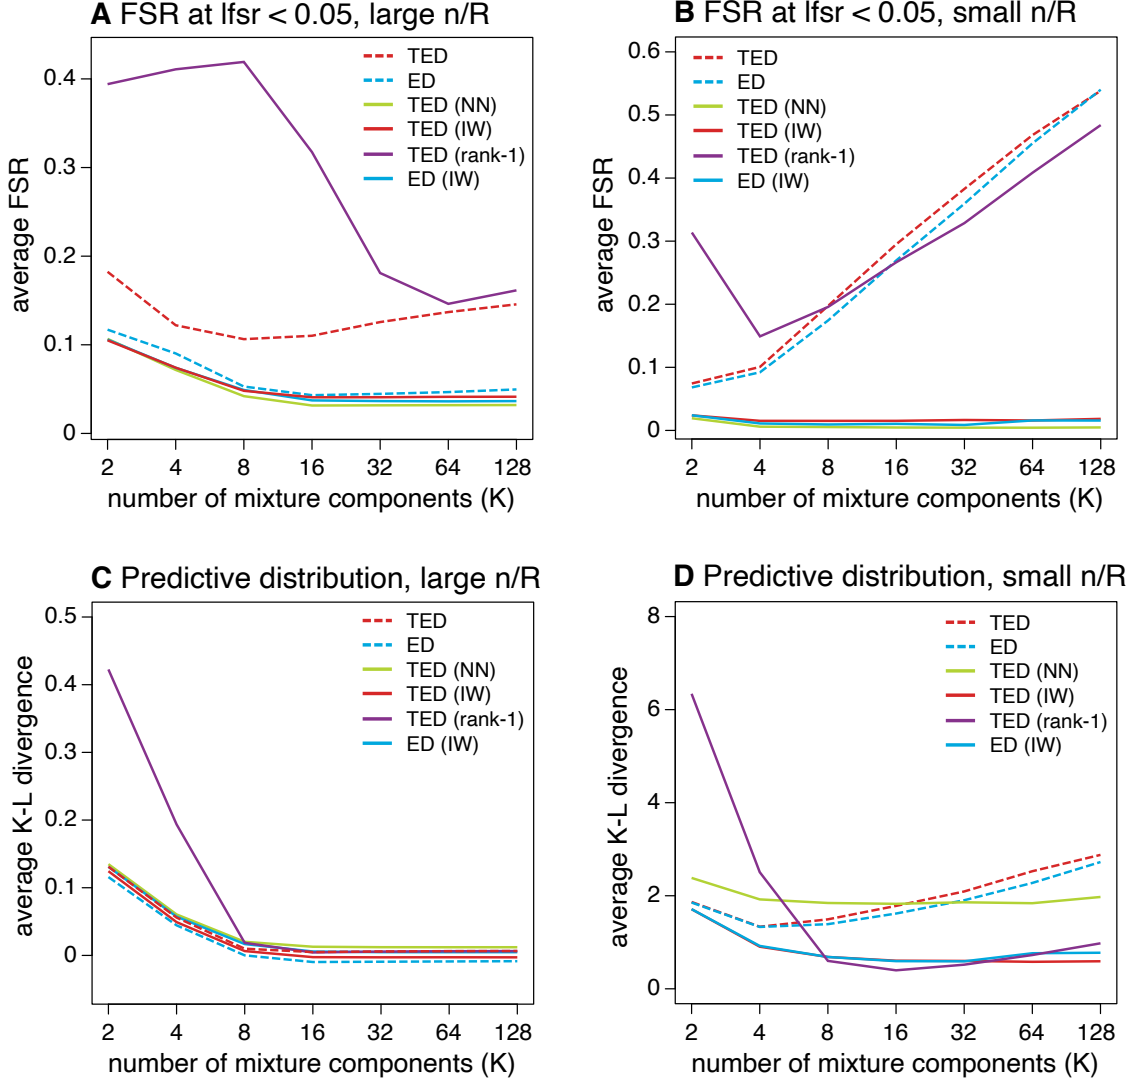 A FSR at lfsr < 0.05, large n/R
average FSR
0.4
0.3
0.2
0.1
0
TED
ED
TED (NN)
TED (IW)
TED (rank-1)
ED (IW)
2 4 8 16 32 64 128
number of mixture components (K)
B FSR at lfsr < 0.05, small n/R
average FSR
0.6
0.5
0.4
0.3
0.2
0.1
0
TED
ED
TED (NN)
TED (IW)
TED (rank-1)
ED (IW)
2 4 8 16 32 64 128
number of mixture components (K)
C Predictive distribution, large n/R
average K-L divergence
0.5
0.4
0.3
0.2
0.1
0
TED
ED
TED (NN)
TED (IW)
TED (rank-1)
ED (IW)
2 4 8 16 32 64 128
number of mixture components (K)
D Predictive distribution, small n/R
average K-L divergence
8
6
4
2
0
TED
ED
TED (NN)
TED (IW)
TED (rank-1)
ED (IW)
2 4 8 16 32 64 128
number of mixture components (K)